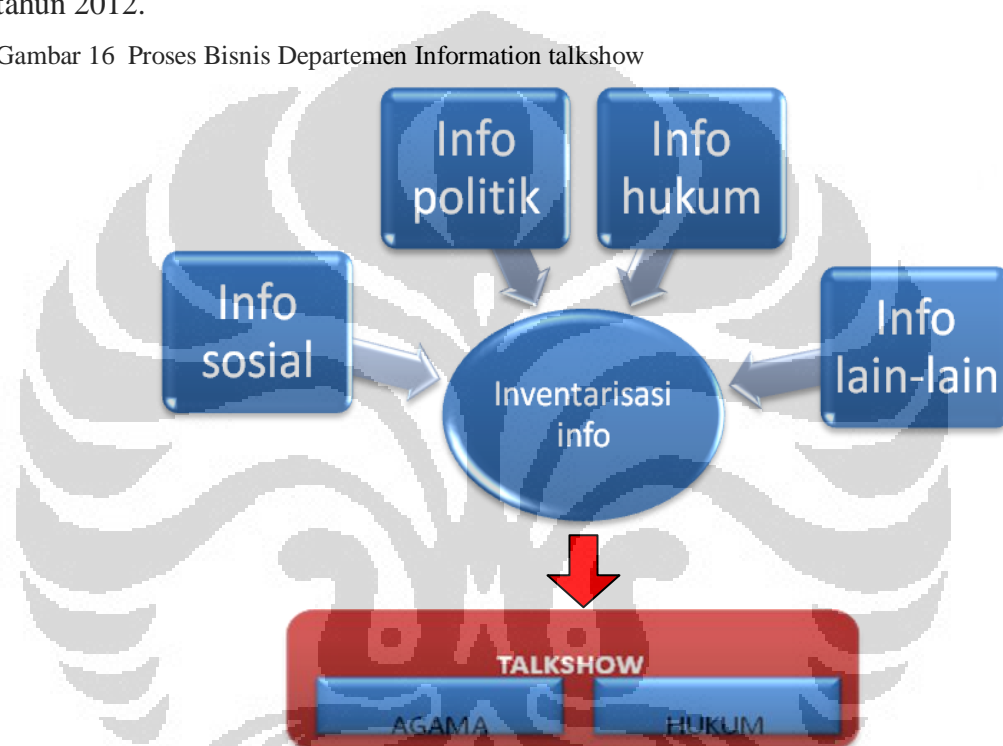 tahun 2012.
Gambar 16 Proses Bisnis Departemen Information talkshow
Info
politik
Info
hukum
Info
sosial
Info
lain-lain
Inventarisasi
info
TALKSHOW
AGAMA
HUKUM